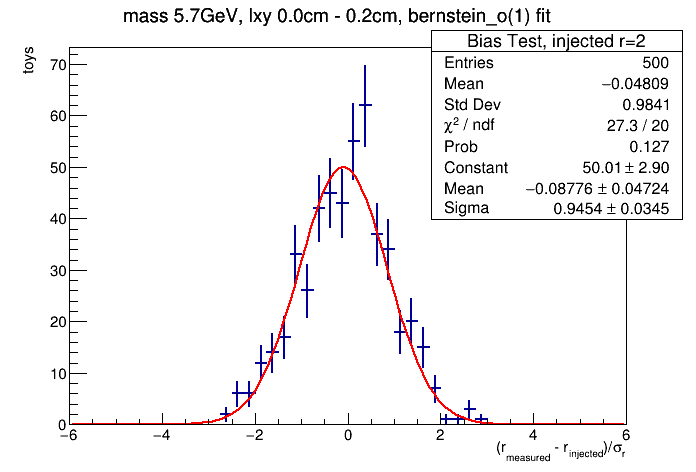 mass 5.7GeV, lxy 0.0cm - 0.2cm, bernstein_o(1) fit
Bias Test, injected r=2
Entries 500
Mean −0.04809
Std Dev 0.9841
χ² / ndf 27.3 / 20
Prob 0.127
Constant 50.01 ± 2.90
Mean −0.08776 ± 0.04724
Sigma 0.9454 ± 0.0345
toys
70
60
50
40
30
20
10
0
−6 −4 −2 0 2 4 6
(r_measured - r_injected)/σ_r